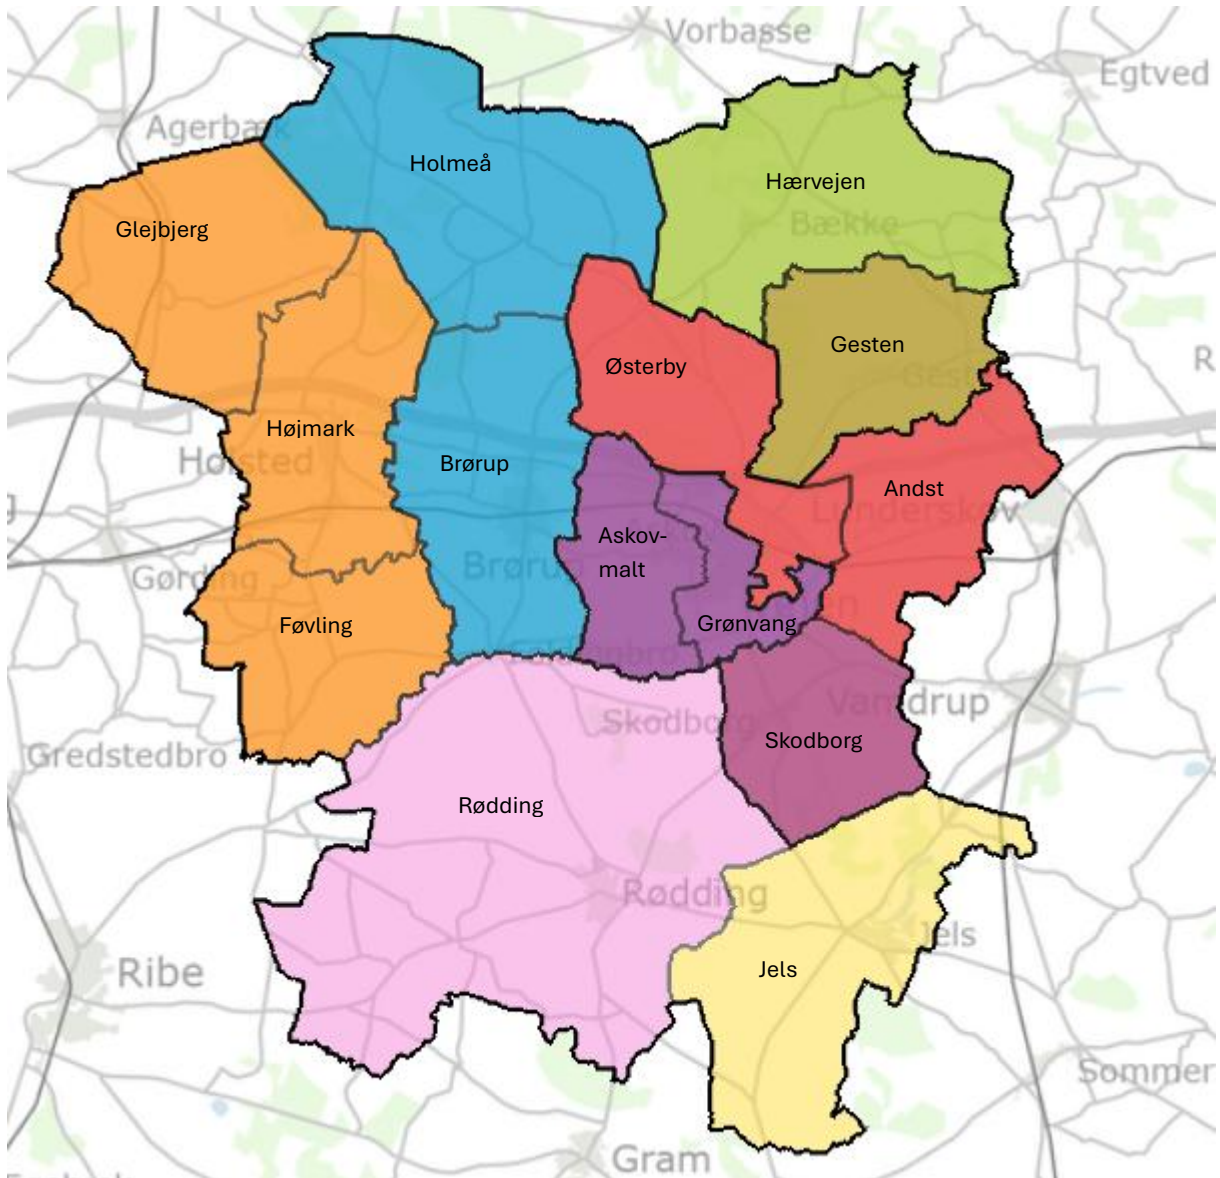 Vorbasse
Egtved
Agerbæk
Holmeå
Hærvejen
Bække
Glejbjerg
Gesten
Østerby
Gest
R
Højmark
Holsted
Brørup
Andst
Lunderskov
Askov-
malt
Brørup
Gørding
Føvling
Grønvang
Skodborg
Vamdrup
Skodborg
Gredstedbro
Rødding
Rødding
Jels
Jels
Ribe
Sommer
Gram